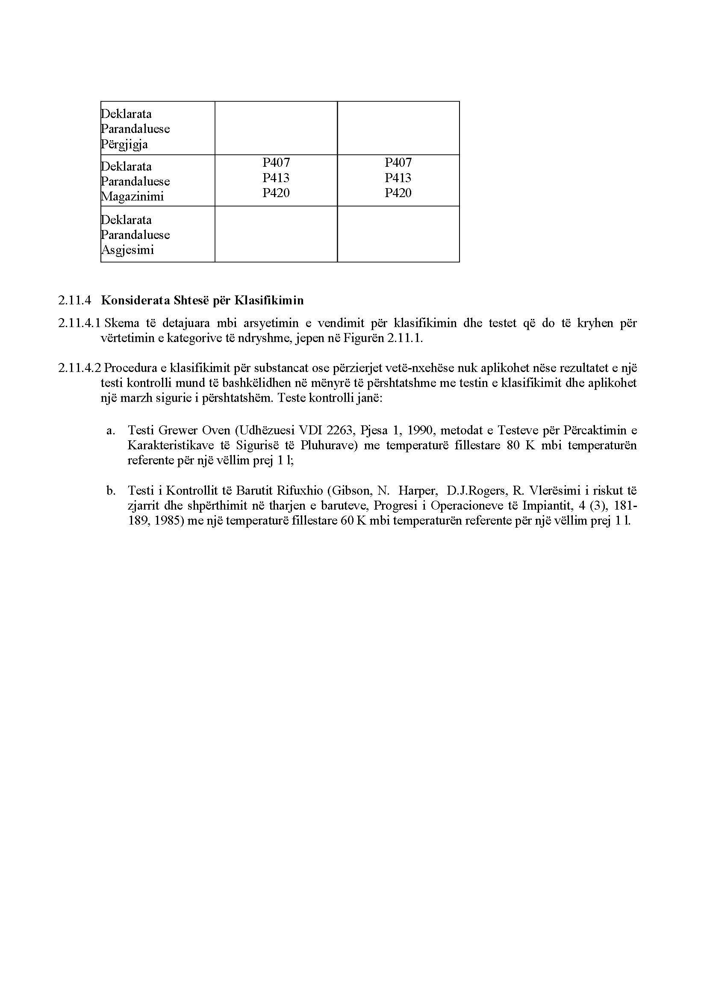 Deklarata
Parandaluese
Përgjigja
Deklarata
Parandaluese
Magazinimi
P407
P413
P420
P407
P413
P420
Deklarata
Parandaluese
Asgjesimi
2.11.4 Konsiderata Shtesë për Klasifikimin
2.11.4.1 Skema të detajuara mbi arsyetimin e vendimit për klasifikimin dhe testet që do të kryhen për
vërtetimin e kategorive të ndryshme, jepen në Figurën 2.11.1.
2.11.4.2 Procedura e klasifikimit për substancat ose përzierjet vetë-nxehëse nuk aplikohet nëse rezultatet e një
testi kontrolli mund të bashkëlidhen në mënyrë të përshtatshme me testin e klasifikimit dhe aplikohet
një marzh sigurie i përshtatshëm. Teste kontrolli janë:
a. Testi Grewer Oven (Udhëzuesi VDI 2263, Pjesa 1, 1990, metodat e Testeve për Përcaktimin e
Karakteristikave të Sigurisë të Pluhurave) me temperaturë fillestare 80 K mbi temperaturën
referente për një vëllim prej 1 l;
b. Testi i Kontrollit të Barutit Rifuxhio (Gibson, N. Harper, D.J.Rogers, R. Vlerësimi i riskut të
zjarrit dhe shpërthimit në tharjen e baruteve, Progresi i Operacioneve të Impiantit, 4 (3), 181-
189, 1985) me një temperaturë fillestare 60 K mbi temperaturën referente për një vëllim prej 1 l.